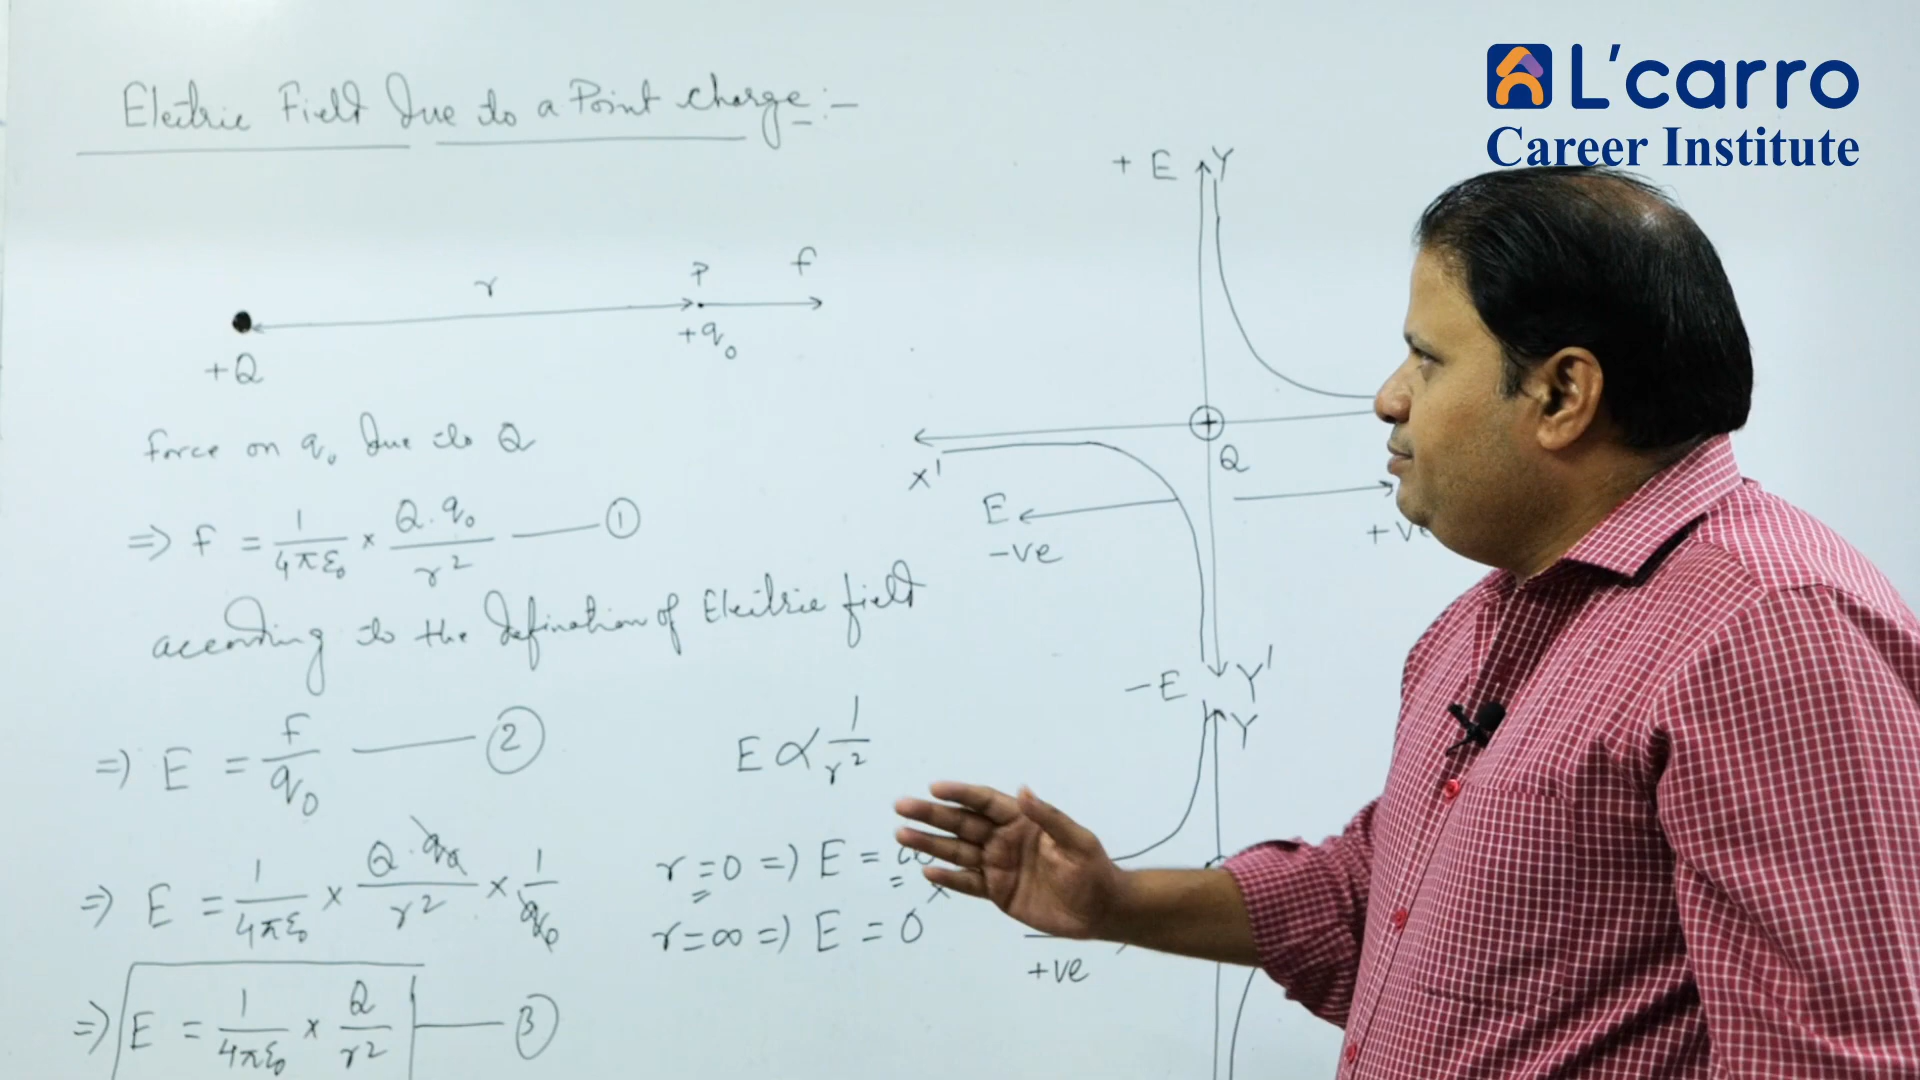 L'carro
Career Institute
Electric Field Due to a Point charge:-
r
P
f
+Q
+q₀
Force on q₀ due to Q
=> F = 1/4πε₀ × Q.q₀/r² —— ①
according to the defination of Electric field
=> E = F/q₀ —— ②
=> E = 1/4πε₀ × Q.q₀/r² × 1/q₀
=> E = 1/4πε₀ × Q/r² —— ③
E ∝ 1/r²
r=0 => E = ∞
r=∞ => E = 0
+E
Y
Q
X'
E
-ve
+ve
-E
Y'
Y
+ve